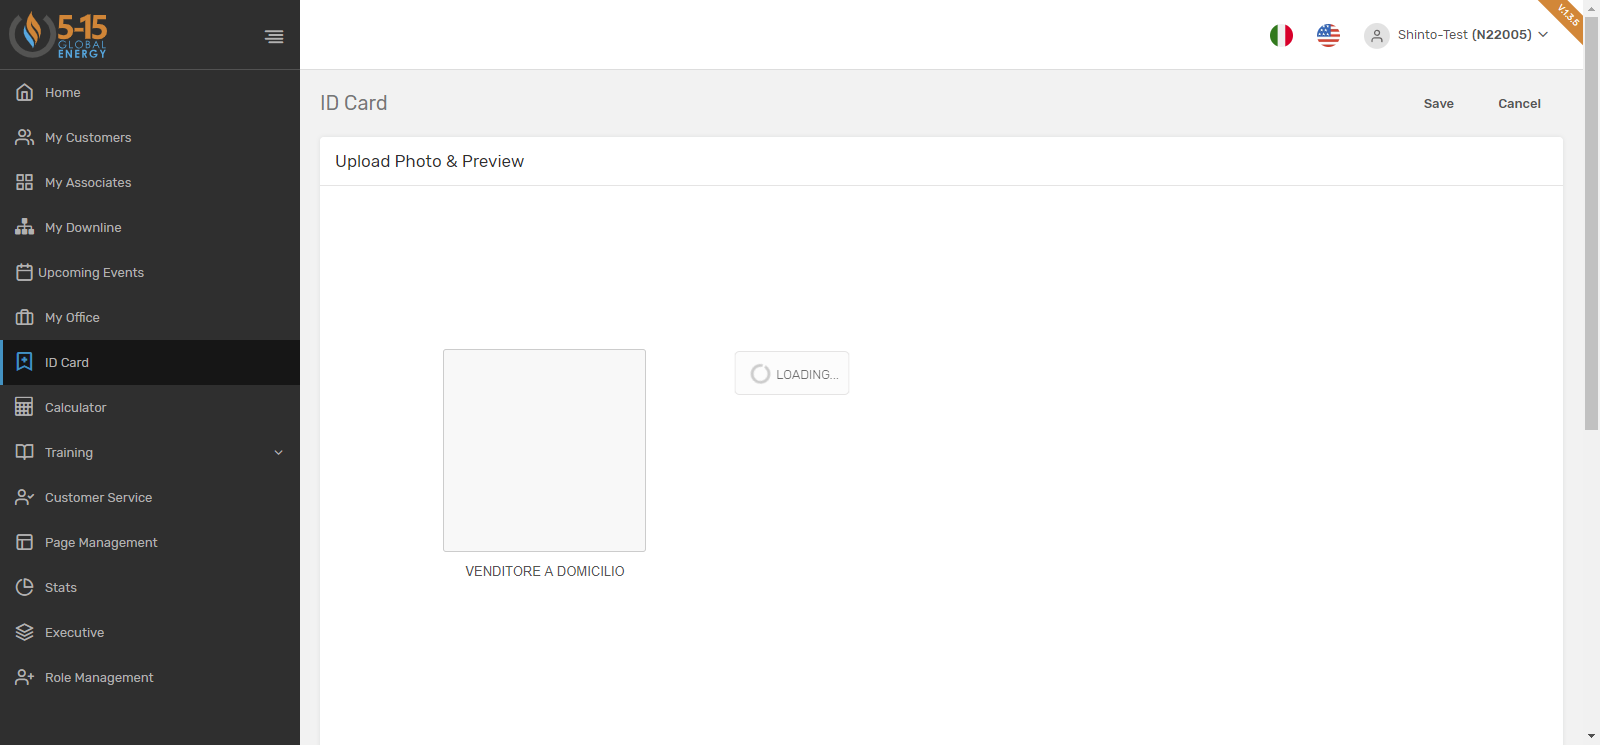 5-15
GLOBAL
ENERGY
Shinto-Test (N22005)
V.1.3.5
Home
My Customers
My Associates
My Downline
Upcoming Events
My Office
ID Card
Calculator
Training
Customer Service
Page Management
Stats
Executive
Role Management
ID Card
Save
Cancel
Upload Photo & Preview
LOADING...
VENDITORE A DOMICILIO